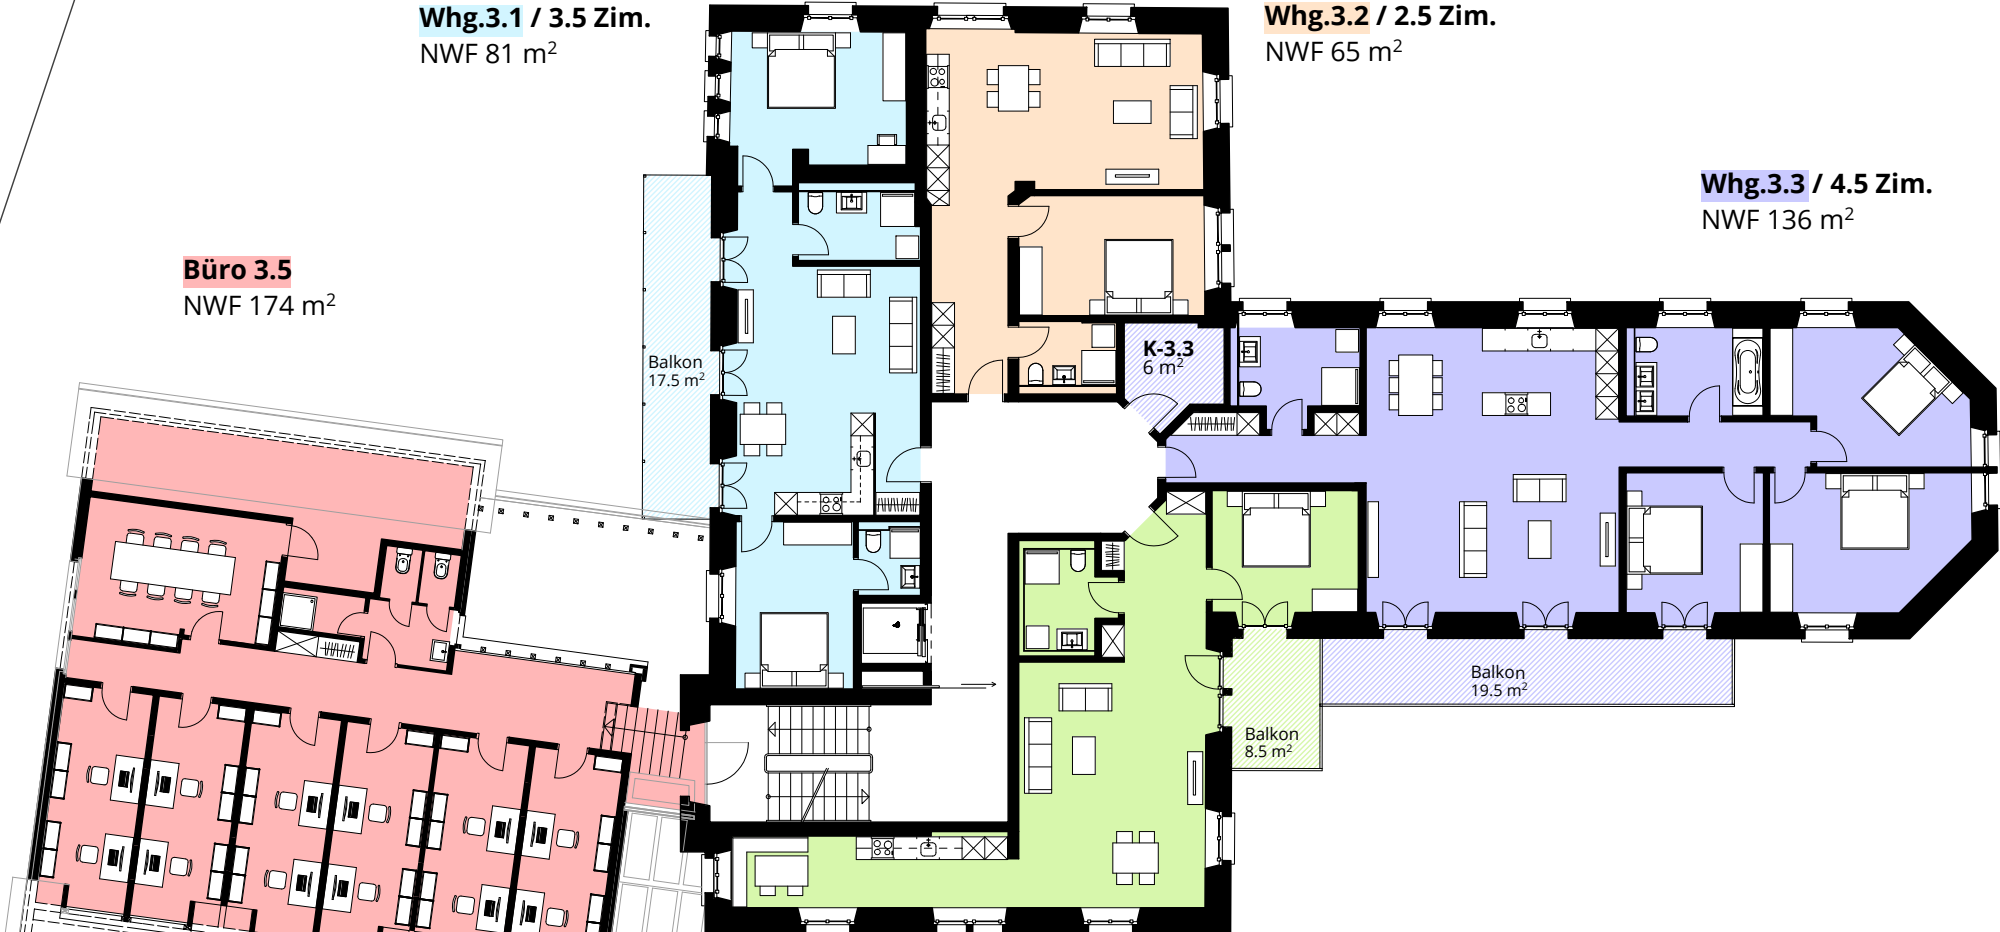 Whg.3.1 / 3.5 Zim.
NWF 81 m²
Whg.3.2 / 2.5 Zim.
NWF 65 m²
Whg.3.3 / 4.5 Zim.
NWF 136 m²
Büro 3.5
NWF 174 m²
Balkon
17.5 m²
K-3.3
6 m²
Balkon
19.5 m²
Balkon
8.5 m²